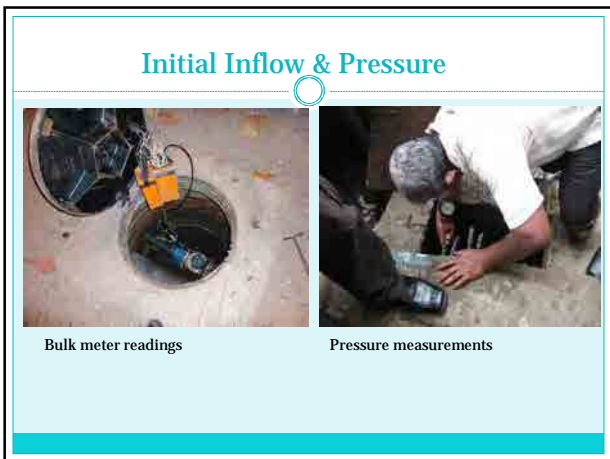 Initial Inflow & Pressure
Bulk meter readings
Pressure measurements